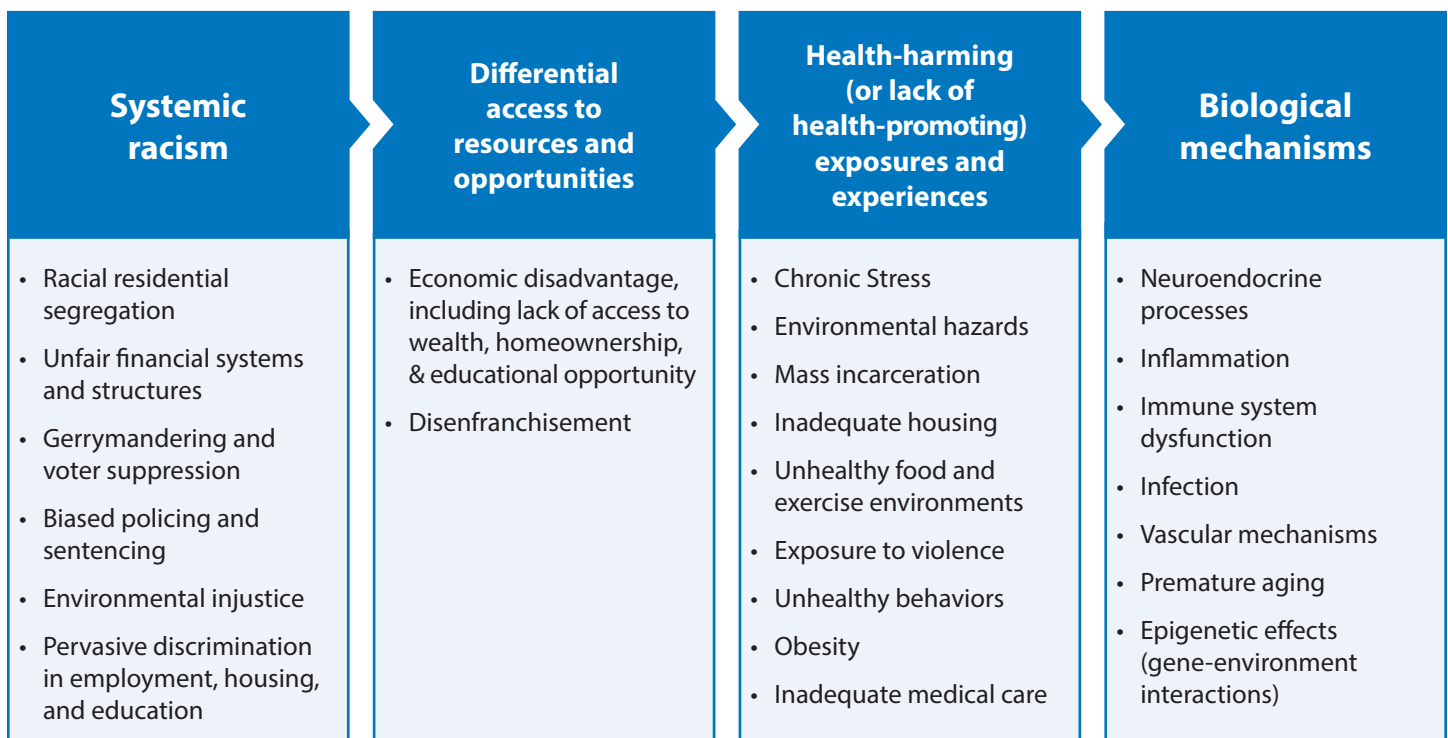 Systemic
racism
Differential
access to
resources and
opportunities
Health-harming
(or lack of
health-promoting)
exposures and
experiences
Biological
mechanisms
• Racial residential
segregation
• Unfair financial systems
and structures
• Gerrymandering and
voter suppression
• Biased policing and
sentencing
• Environmental injustice
• Pervasive discrimination
in employment, housing,
and education
• Economic disadvantage,
including lack of access to
wealth, homeownership,
& educational opportunity
• Disenfranchisement
• Chronic Stress
• Environmental hazards
• Mass incarceration
• Inadequate housing
• Unhealthy food and
exercise environments
• Exposure to violence
• Unhealthy behaviors
• Obesity
• Inadequate medical care
• Neuroendocrine
processes
• Inflammation
• Immune system
dysfunction
• Infection
• Vascular mechanisms
• Premature aging
• Epigenetic effects
(gene-environment
interactions)